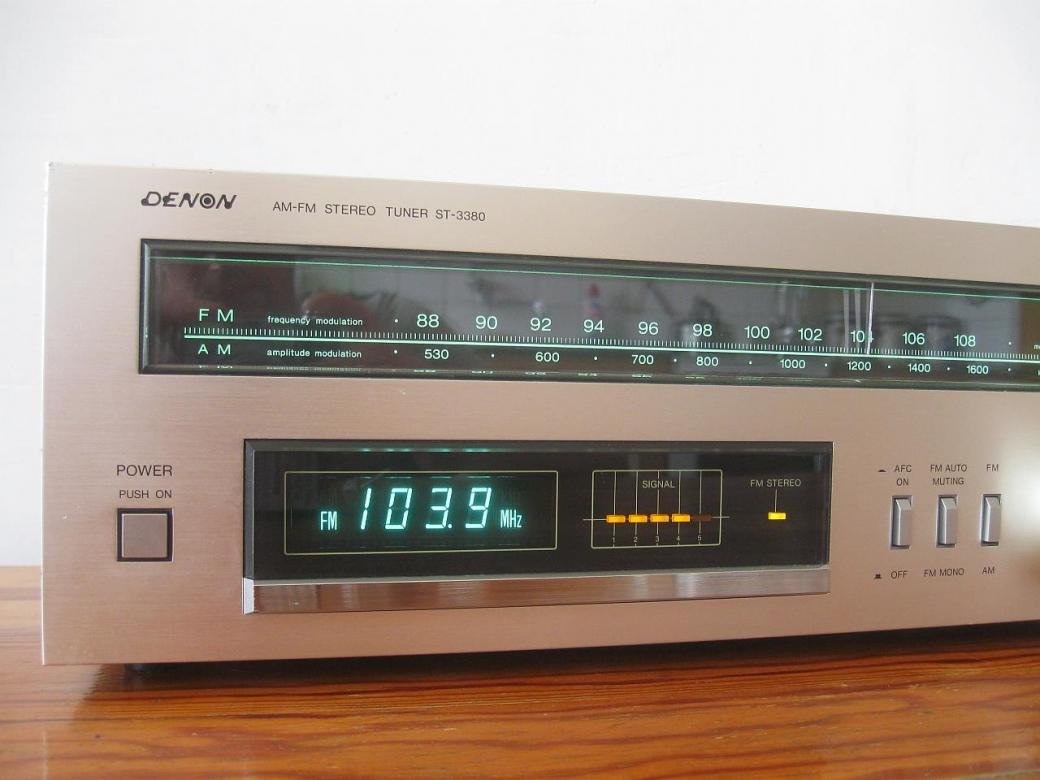 DENON AM-FM STEREO TUNER ST-3380
FM frequency modulation 88 90 92 94 96 98 100 102 104 106 108
AM amplitude modulation 530 600 700 800 1000 1200 1400 1600
POWER
PUSH ON
FM 103.9 MHz
SIGNAL
1 2 3 4 5
FM STEREO
AFC ON
FM AUTO MUTING
FM
OFF
FM MONO
AM